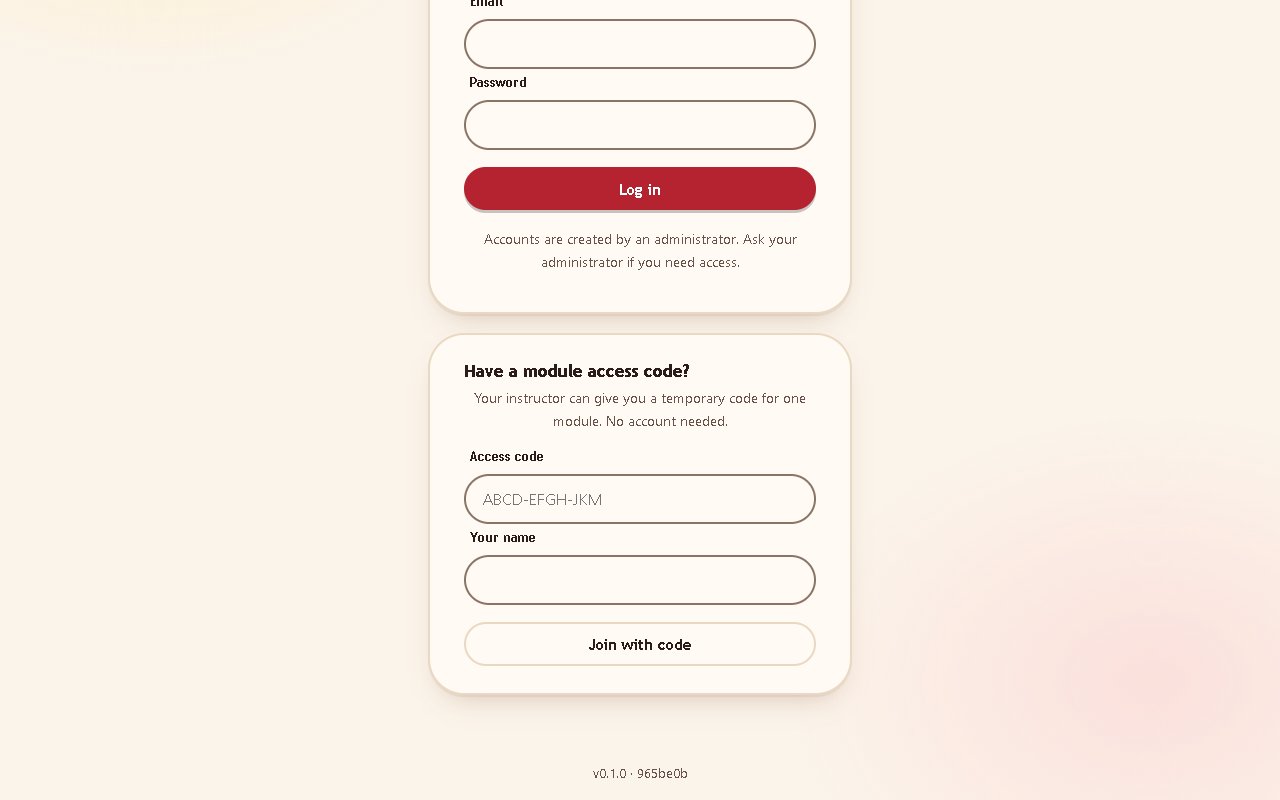 Email
Password
Log in
Accounts are created by an administrator. Ask your
administrator if you need access.
Have a module access code?
Your instructor can give you a temporary code for one
module. No account needed.
Access code
ABCD-EFGH-JKM
Your name
Join with code
v0.1.0 · 965be0b